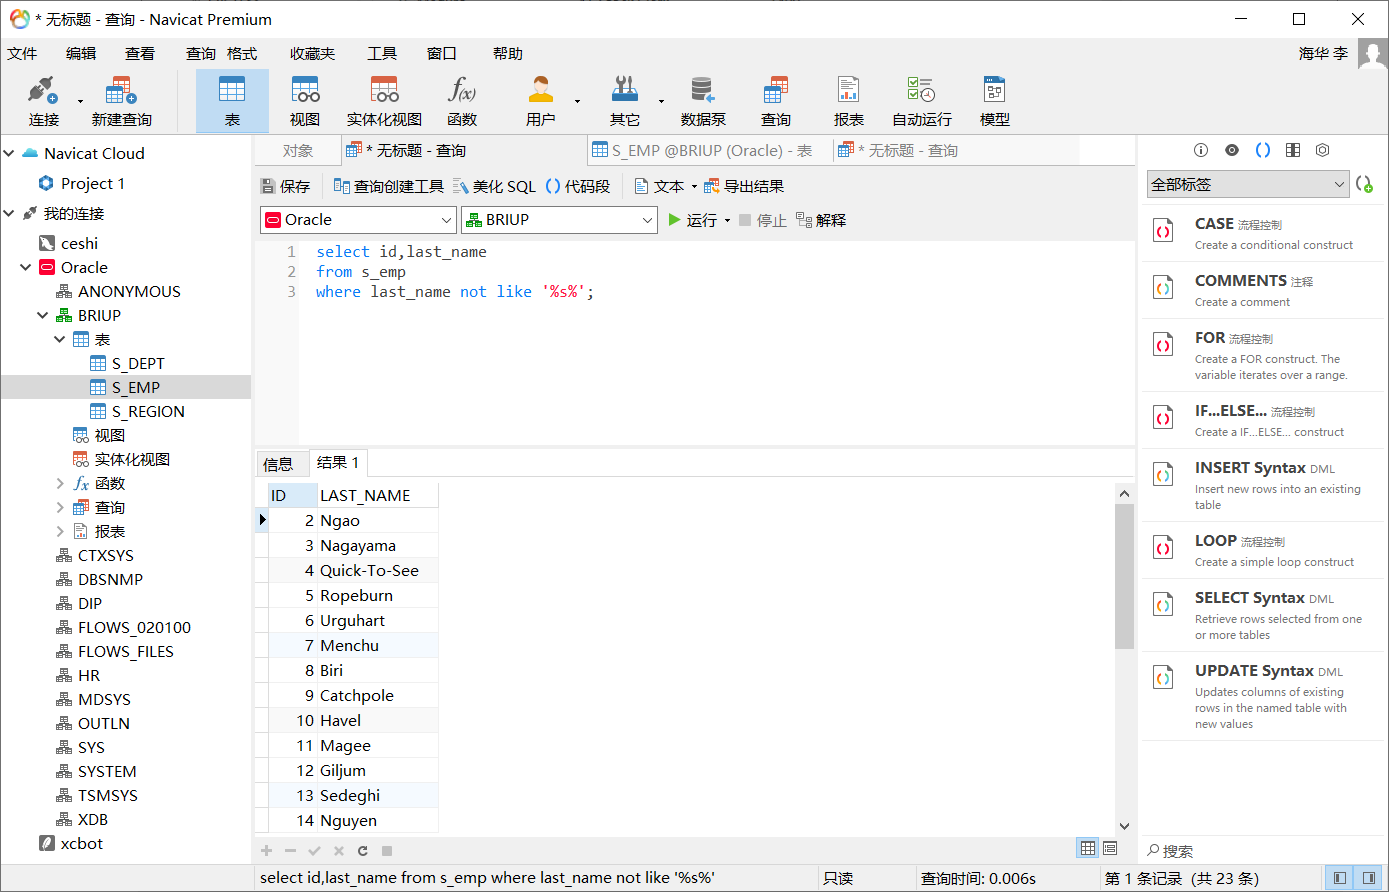 * 无标题 - 查询 - Navicat Premium
文件 编辑 查看 查询 格式 收藏夹 工具 窗口 帮助 海华 李
连接 新建查询 表 视图 实体化视图 函数 用户 其它 数据泵 查询 报表 自动运行 模型
Navicat Cloud
Project 1
我的连接
ceshi
Oracle
ANONYMOUS
BRIUP
表
S_DEPT
S_EMP
S_REGION
视图
实体化视图
函数
查询
报表
CTXSYS
DBSNMP
DIP
FLOWS_020100
FLOWS_FILES
HR
MDSYS
OUTLN
SYS
SYSTEM
TSMSYS
XDB
xcbot
对象 * 无标题 - 查询 S_EMP @BRIUP (Oracle) - 表 * 无标题 - 查询
保存 查询创建工具 美化 SQL () 代码段 文本 导出结果
Oracle BRIUP 运行 停止 解释
1 select id,last_name
2 from s_emp
3 where last_name not like '%s%';
信息 结果 1
ID LAST_NAME
2 Ngao
3 Nagayama
4 Quick-To-See
5 Ropeburn
6 Urguhart
7 Menchu
8 Biri
9 Catchpole
10 Havel
11 Magee
12 Giljum
13 Sedeghi
14 Nguyen
全部标签
CASE 流程控制
Create a conditional construct
COMMENTS 注释
Create a comment
FOR 流程控制
Create a FOR construct. The
variable iterates over a range.
IF...ELSE... 流程控制
Create a IF...ELSE... construct
INSERT Syntax DML
Insert new rows into an existing
table
LOOP 流程控制
Create a simple loop construct
SELECT Syntax DML
Retrieve rows selected from one
or more tables
UPDATE Syntax DML
Updates columns of existing
rows in the named table with
new values
搜索
select id,last_name from s_emp where last_name not like '%s%' 只读 查询时间: 0.006s 第 1 条记录 (共 23 条)